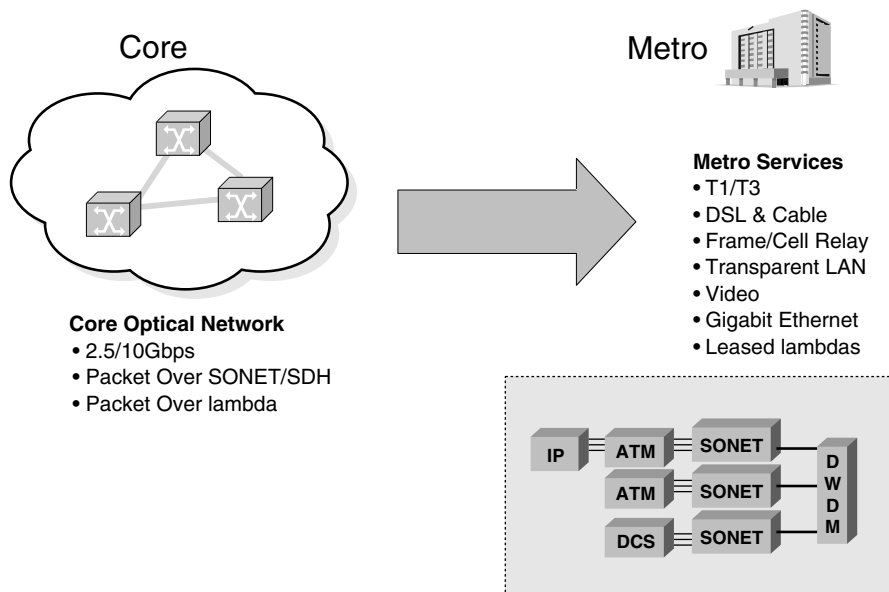 Core
Metro
Core Optical Network
• 2.5/10Gbps
• Packet Over SONET/SDH
• Packet Over lambda
Metro Services
• T1/T3
• DSL & Cable
• Frame/Cell Relay
• Transparent LAN
• Video
• Gigabit Ethernet
• Leased lambdas
IP
ATM
SONET
ATM
SONET
DCS
SONET
D
W
D
M